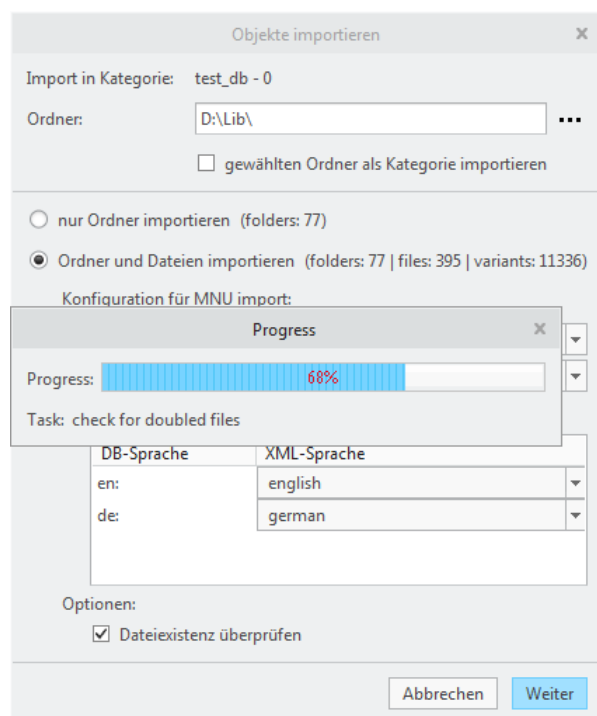 Objekte importieren
Import in Kategorie: test_db - 0
Ordner: D:\Lib\
gewählten Ordner als Kategorie importieren
nur Ordner importieren (folders: 77)
Ordner und Dateien importieren (folders: 77 | files: 395 | variants: 11336)
Konfiguration für MNU import:
Progress
Progress: 68%
Task: check for doubled files
DB-Sprache XML-Sprache
en: english
de: german
Optionen:
Dateiexistenz überprüfen
Abbrechen Weiter